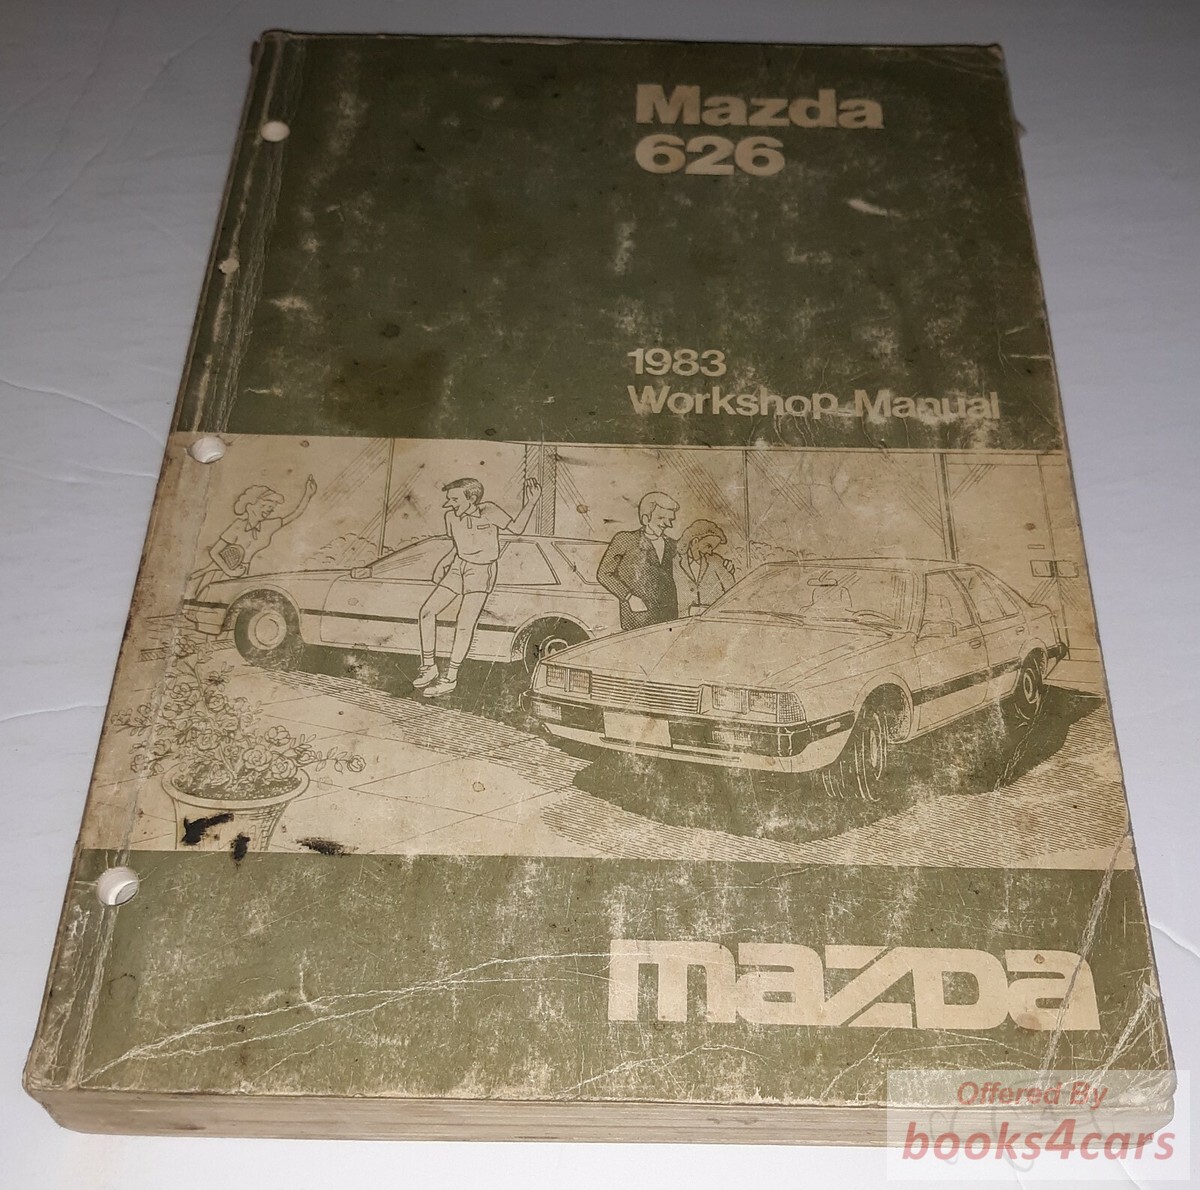 Mazda
626
1983
Workshop Manual
mazda
Offered By
books4cars